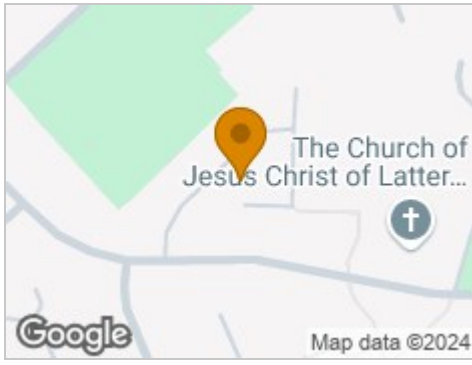 The Church of
Jesus Christ of Latter...
Google
Map data ©2024